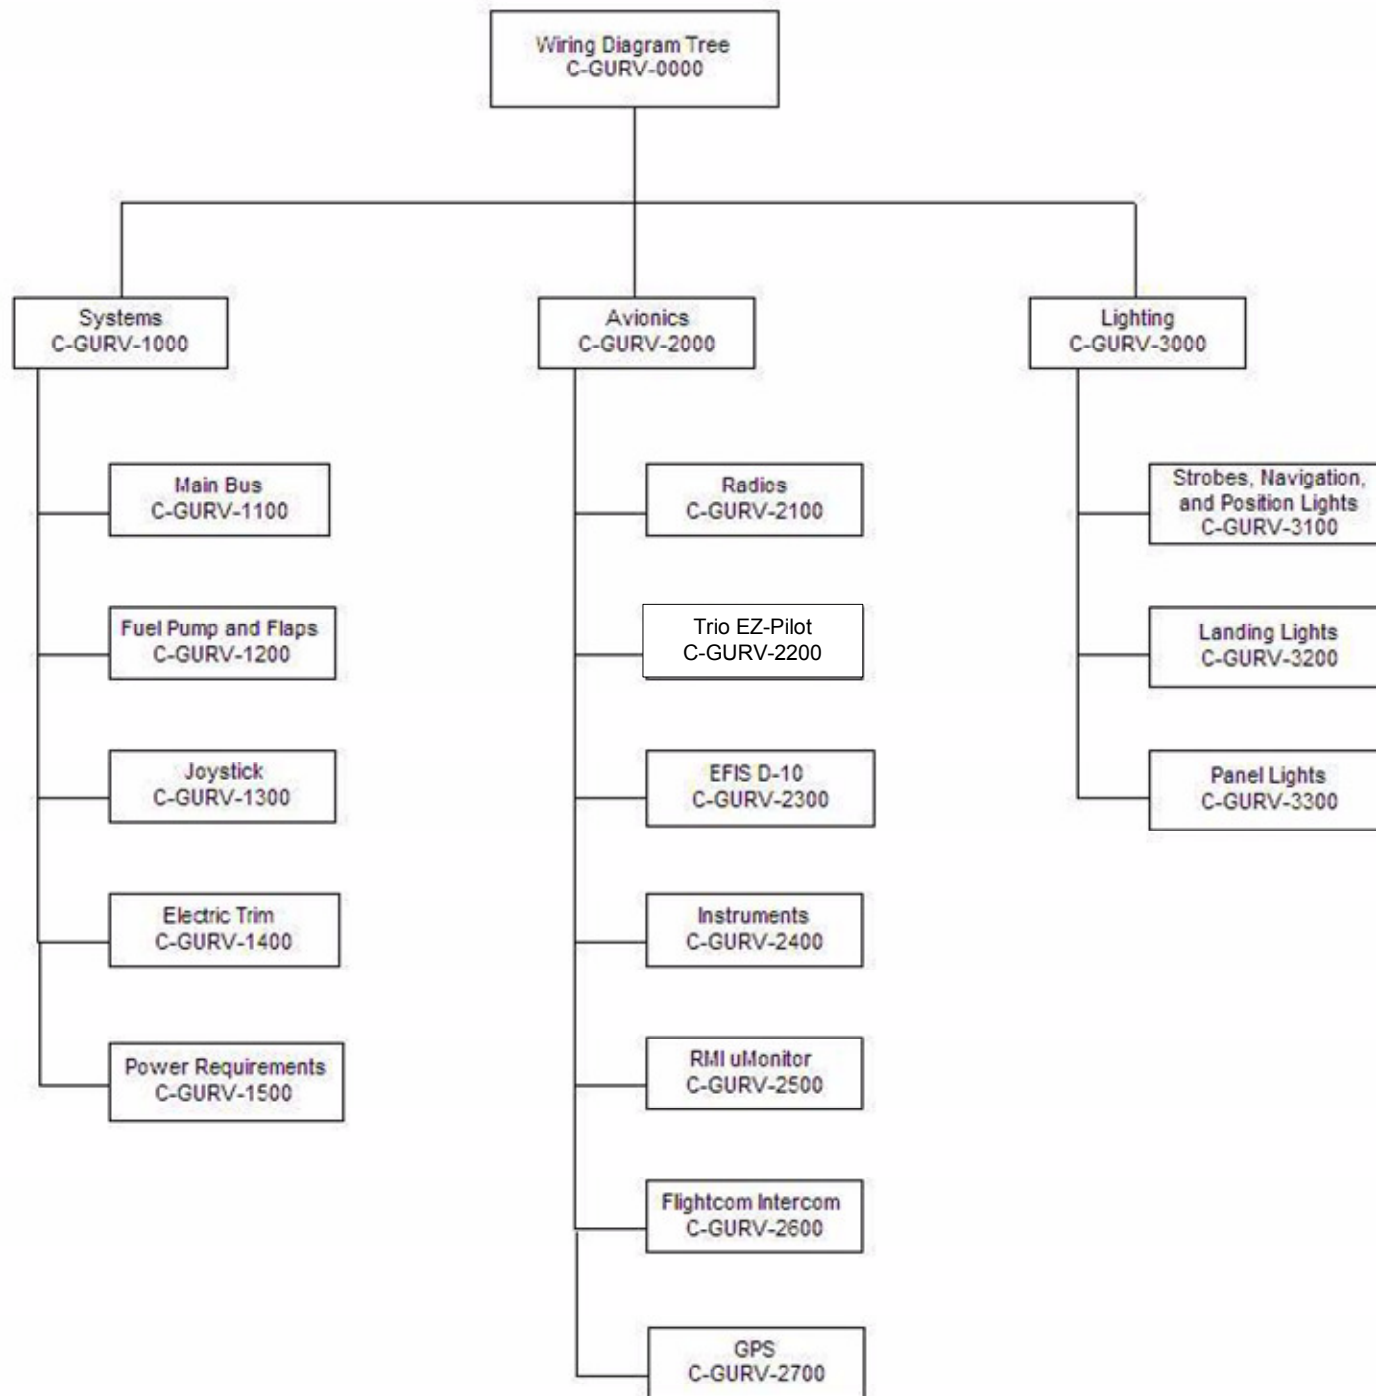 Wiring Diagram Tree
C-GURV-0000
Systems
C-GURV-1000
Avionics
C-GURV-2000
Lighting
C-GURV-3000
Main Bus
C-GURV-1100
Radios
C-GURV-2100
Strobes, Navigation,
and Position Lights
C-GURV-3100
Fuel Pump and Flaps
C-GURV-1200
Trio EZ-Pilot
C-GURV-2200
Landing Lights
C-GURV-3200
Joystick
C-GURV-1300
EFIS D-10
C-GURV-2300
Panel Lights
C-GURV-3300
Electric Trim
C-GURV-1400
Instruments
C-GURV-2400
Power Requirements
C-GURV-1500
RMI uMonitor
C-GURV-2500
Flightcom Intercom
C-GURV-2600
GPS
C-GURV-2700